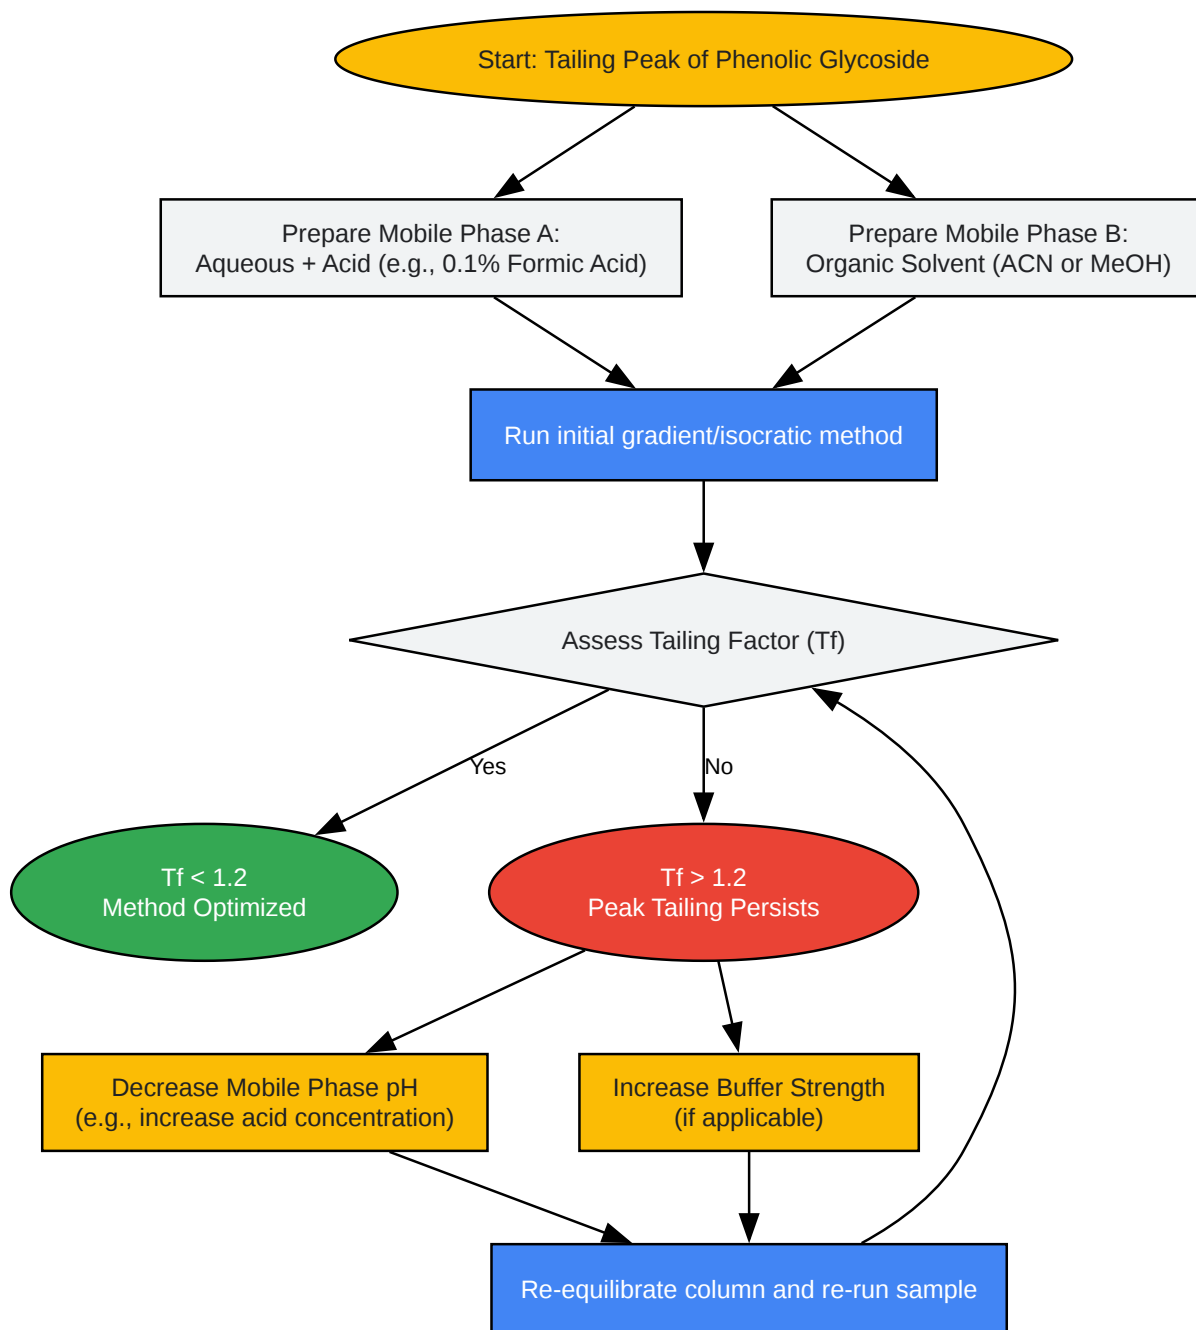 Start: Tailing Peak of Phenolic Glycoside
Prepare Mobile Phase A:
Aqueous + Acid (e.g., 0.1% Formic Acid)
Prepare Mobile Phase B:
Organic Solvent (ACN or MeOH)
Run initial gradient/isocratic method
Assess Tailing Factor (Tf)
Yes
No
Tf < 1.2
Method Optimized
Tf > 1.2
Peak Tailing Persists
Decrease Mobile Phase pH
(e.g., increase acid concentration)
Increase Buffer Strength
(if applicable)
Re-equilibrate column and re-run sample